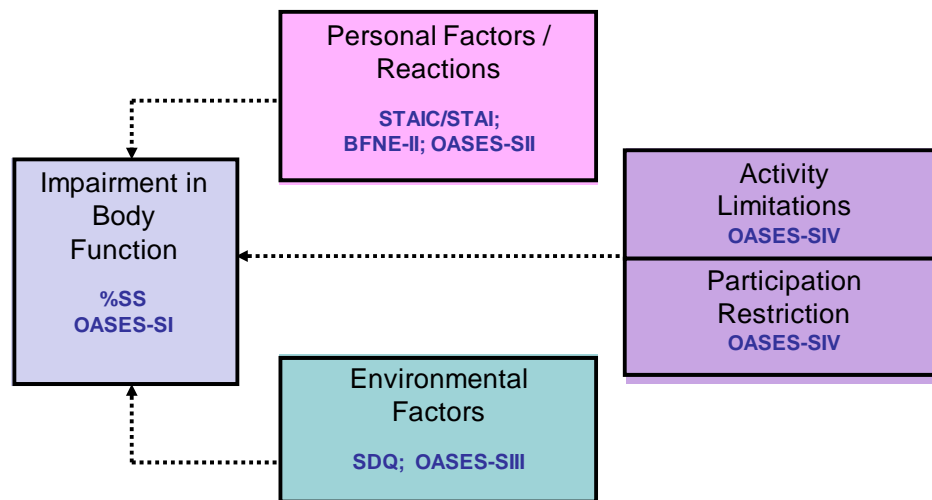 Personal Factors /
Reactions
STAIC/STAI;
BFNE-II; OASES-SII
Impairment in
Body
Function
%SS
OASES-SI
Activity
Limitations
OASES-SIV
Participation
Restriction
OASES-SIV
Environmental
Factors
SDQ; OASES-SIII